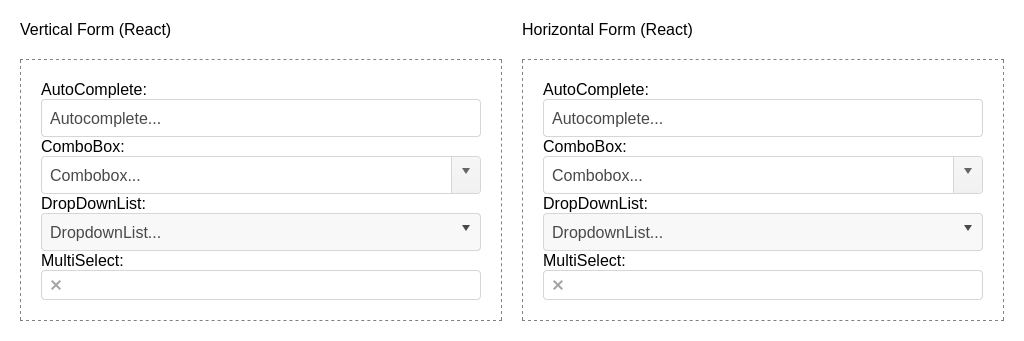 Vertical Form (React)
AutoComplete:
Autocomplete...
ComboBox:
Combobox...
DropDownList:
DropdownList...
MultiSelect:
Horizontal Form (React)
AutoComplete:
Autocomplete...
ComboBox:
Combobox...
DropDownList:
DropdownList...
MultiSelect: